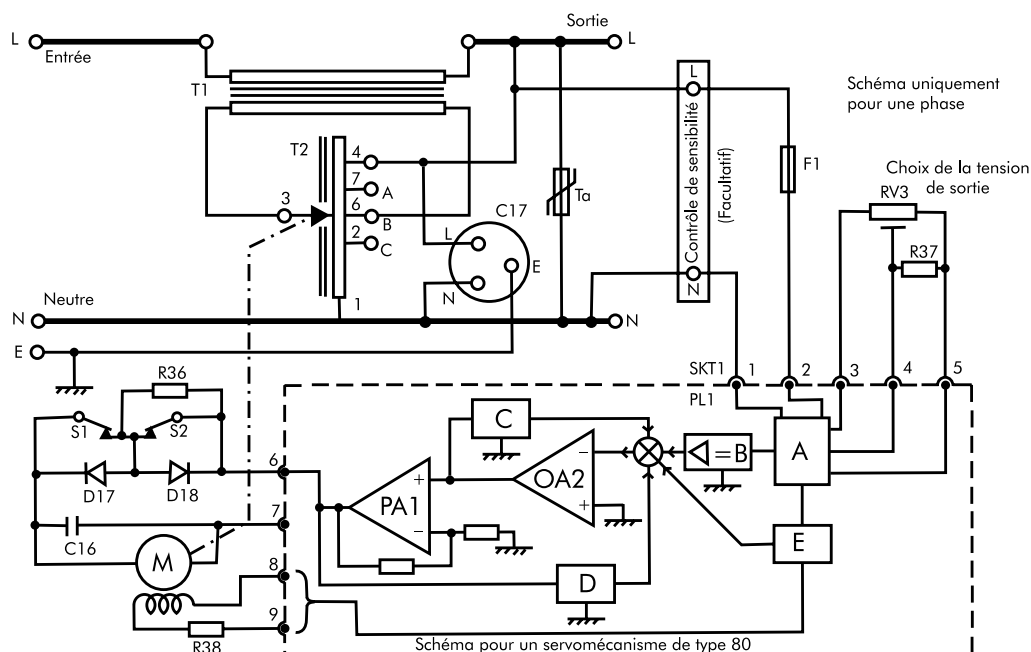 Sortie
L
L
Entrée
T1
L
Schéma uniquement
pour une phase
T2
4
7
A
6
B
2
C
3
1
C17
L
E
N
Ta
Contrôle de sensibilité
(Facultatif)
N
F1
Choix de la tension
de sortie
RV3
R37
Neutre
N
N
E
SKT1
PL1
1
2
3
4
5
R36
S1
S2
D17
D18
6
7
C16
M
8
9
R38
C
PA1
+
−
OA2
−
+
=B
A
D
E
Schéma pour un servomécanisme de type 80